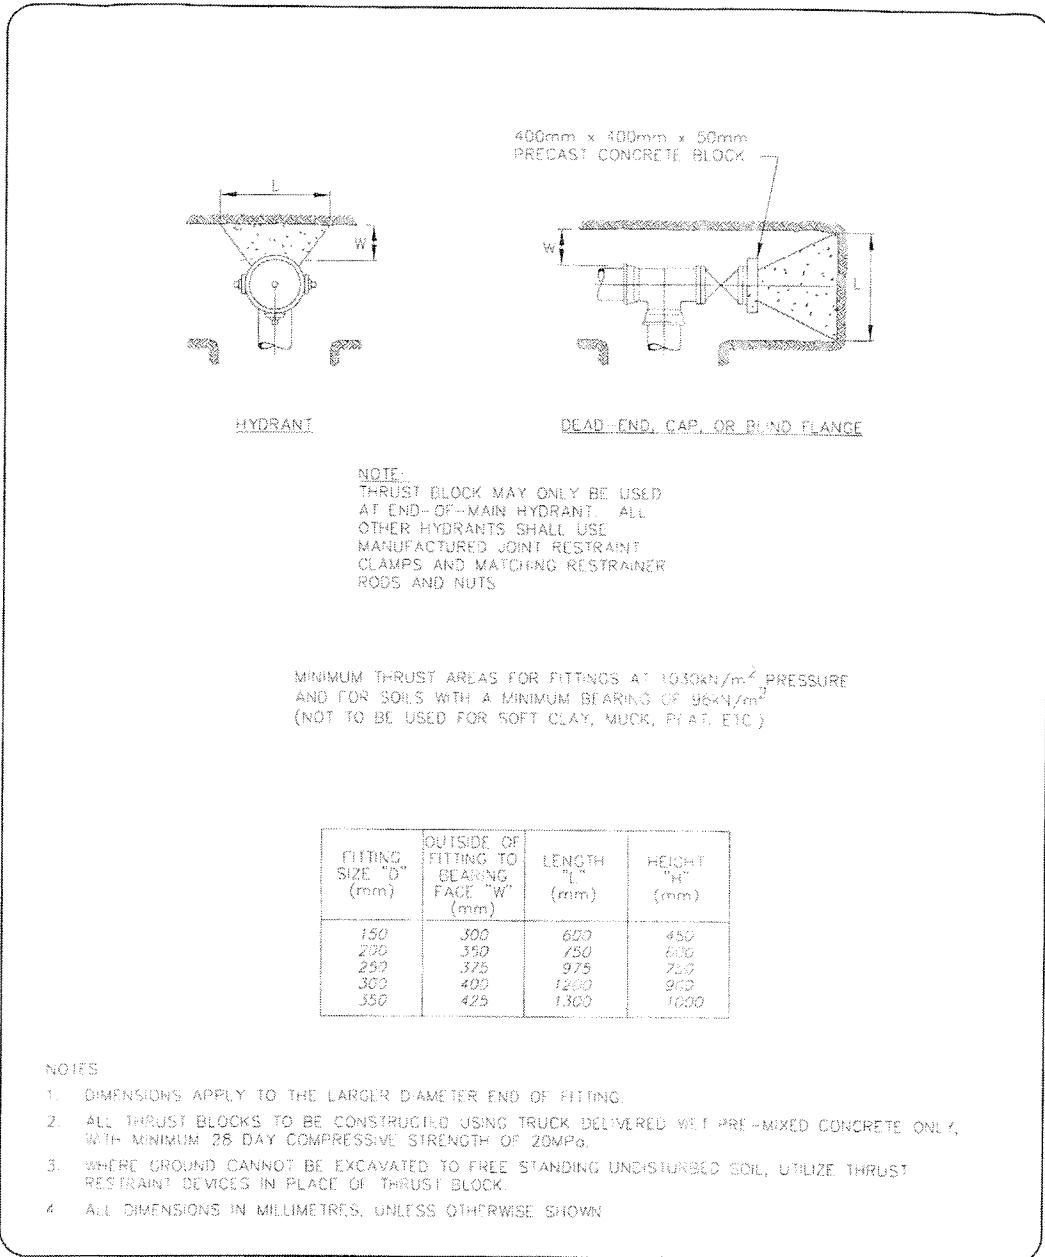 400mm x 400mm x 50mm
PRECAST CONCRETE BLOCK
L
W
W
L
HYDRANT
DEAD-END, CAP, OR BLIND FLANGE
NOTE:
THRUST BLOCK MAY ONLY BE USED
AT END-OF-MAIN HYDRANT. ALL
OTHER HYDRANTS SHALL USE
MANUFACTURED JOINT RESTRAINT
CLAMPS AND MATCHING RESTRAINER
RODS AND NUTS
MINIMUM THRUST AREAS FOR FITTINGS AT 1030kN/m² PRESSURE
AND FOR SOILS WITH A MINIMUM BEARING OF 96kN/m²
(NOT TO BE USED FOR SOFT CLAY, MUCK, PEAT, ETC.)
FITTING SIZE "D" (mm) OUTSIDE OF FITTING TO BEARING FACE "W" (mm) LENGTH "L" (mm) HEIGHT "H" (mm)
150 300 600 450
200 350 750 600
250 375 975 750
300 400 1200 900
350 425 1300 1000
NOTES
1. DIMENSIONS APPLY TO THE LARGER DIAMETER END OF FITTING.
2. ALL THRUST BLOCKS TO BE CONSTRUCTED USING TRUCK DELIVERED WET PRE-MIXED CONCRETE ONLY,
WITH MINIMUM 28 DAY COMPRESSIVE STRENGTH OF 20MPa.
3. WHERE GROUND CANNOT BE EXCAVATED TO FREE STANDING UNDISTURBED SOIL, UTILIZE THRUST
RESTRAINT DEVICES IN PLACE OF THRUST BLOCK.
4 ALL DIMENSIONS IN MILLIMETRES, UNLESS OTHERWISE SHOWN